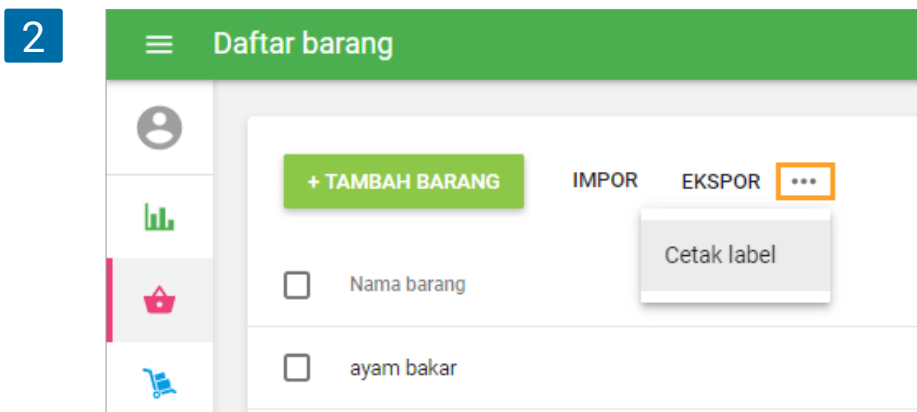 2
Daftar barang
+ TAMBAH BARANG IMPOR EKSPOR •••
Cetak label
Nama barang
ayam bakar